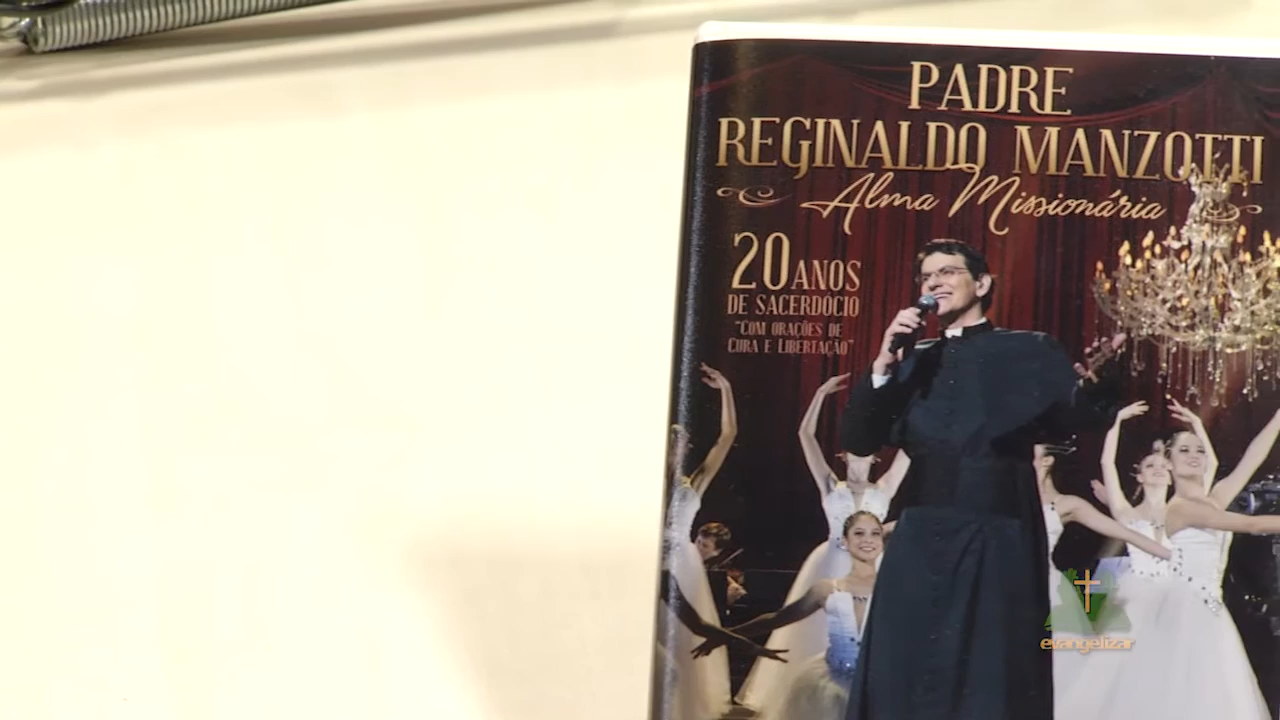 PADRE
REGINALDO MANZOTTI
Alma Missionária
20 ANOS
DE SACERDÓCIO
"COM ORAÇÕES DE
CURA E LIBERTAÇÃO"
evangelizar